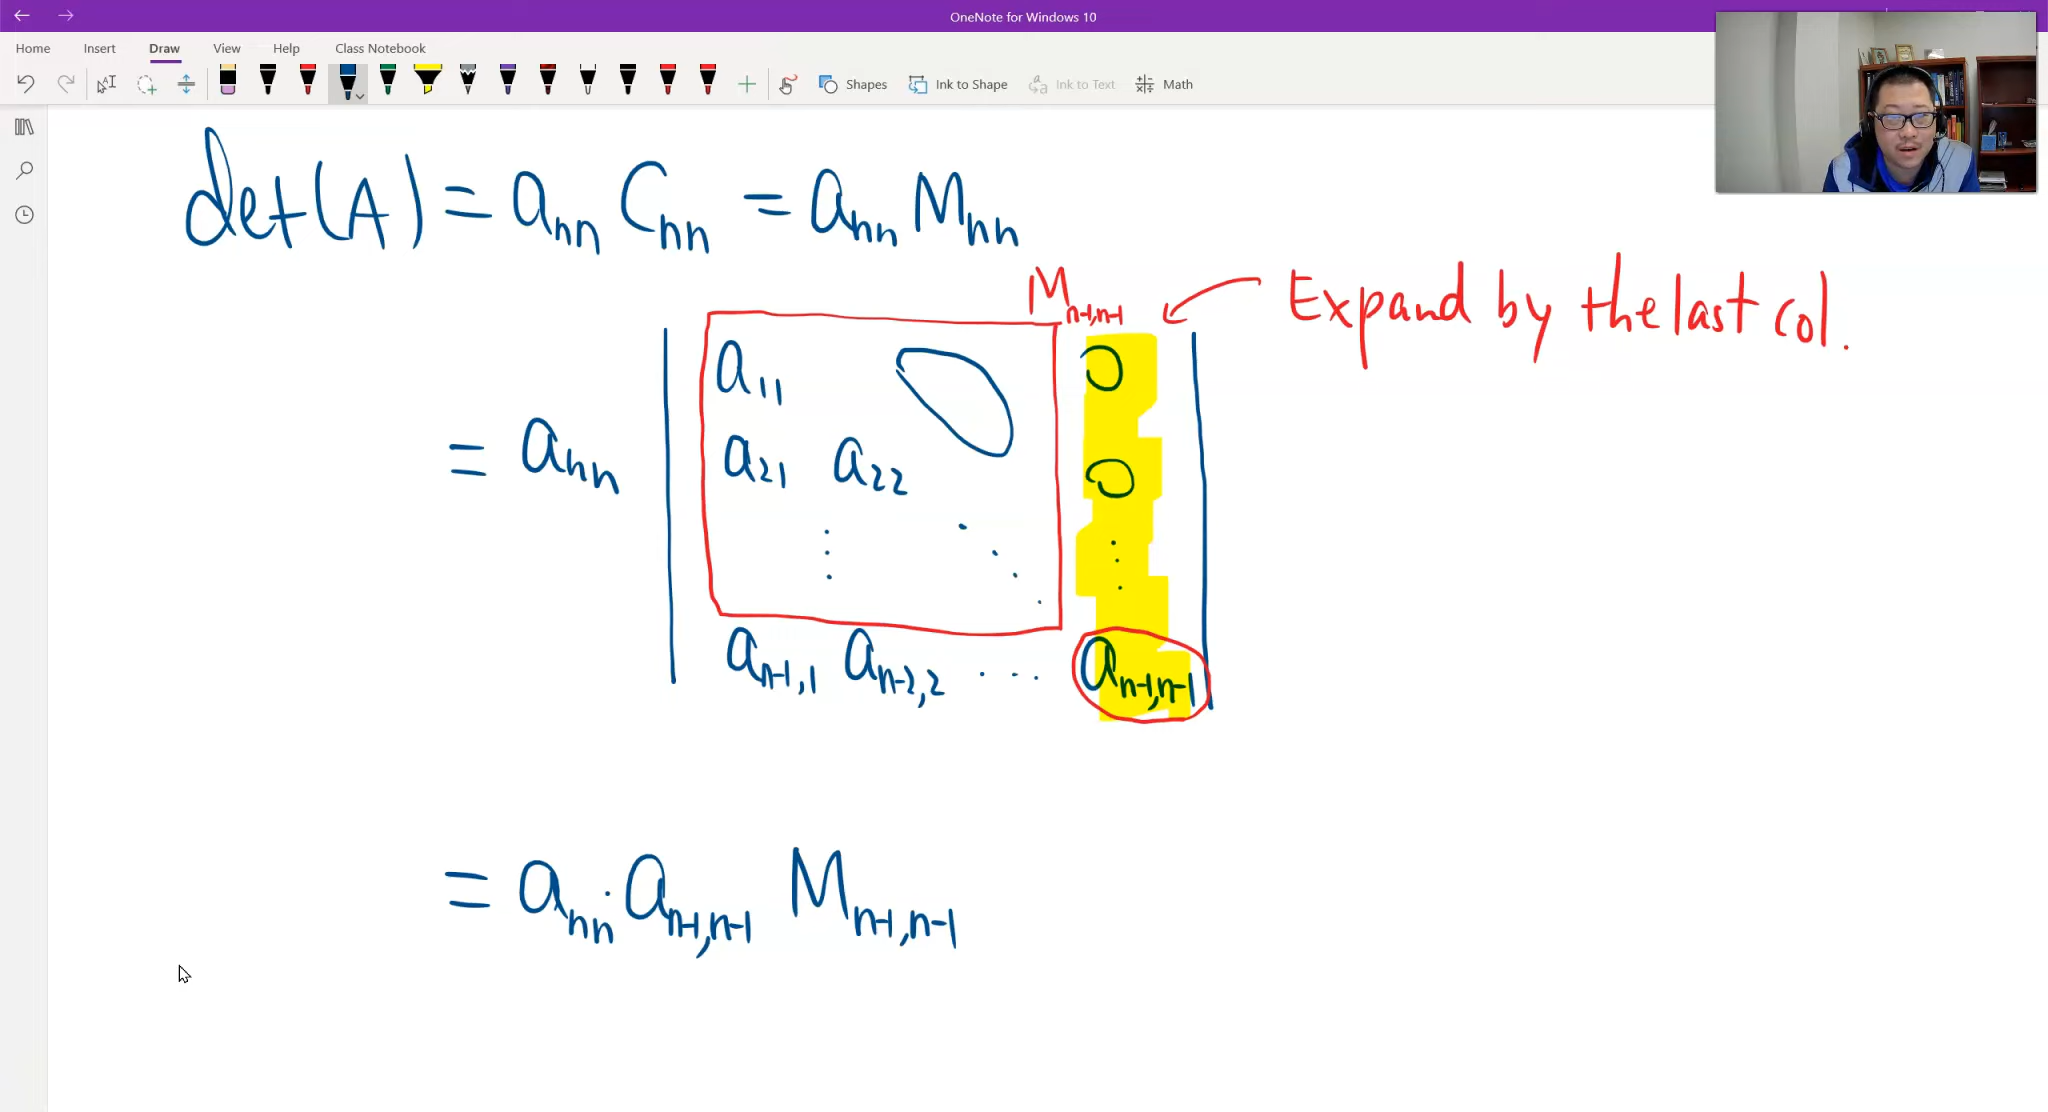 OneNote for Windows 10
Home Insert Draw View Help Class Notebook
Shapes Ink to Shape Ink to Text Math
det(A) = a_nn C_nn = a_nn M_nn
M_n-1,n-1 Expand by the last col.
a_11 0
= a_nn a_21 a_22 0
⋮ ⋱ ⋮
a_n-1,1 a_n-2,2 ... a_n-1,n-1
= a_nn · a_n-1,n-1 M_n-1,n-1